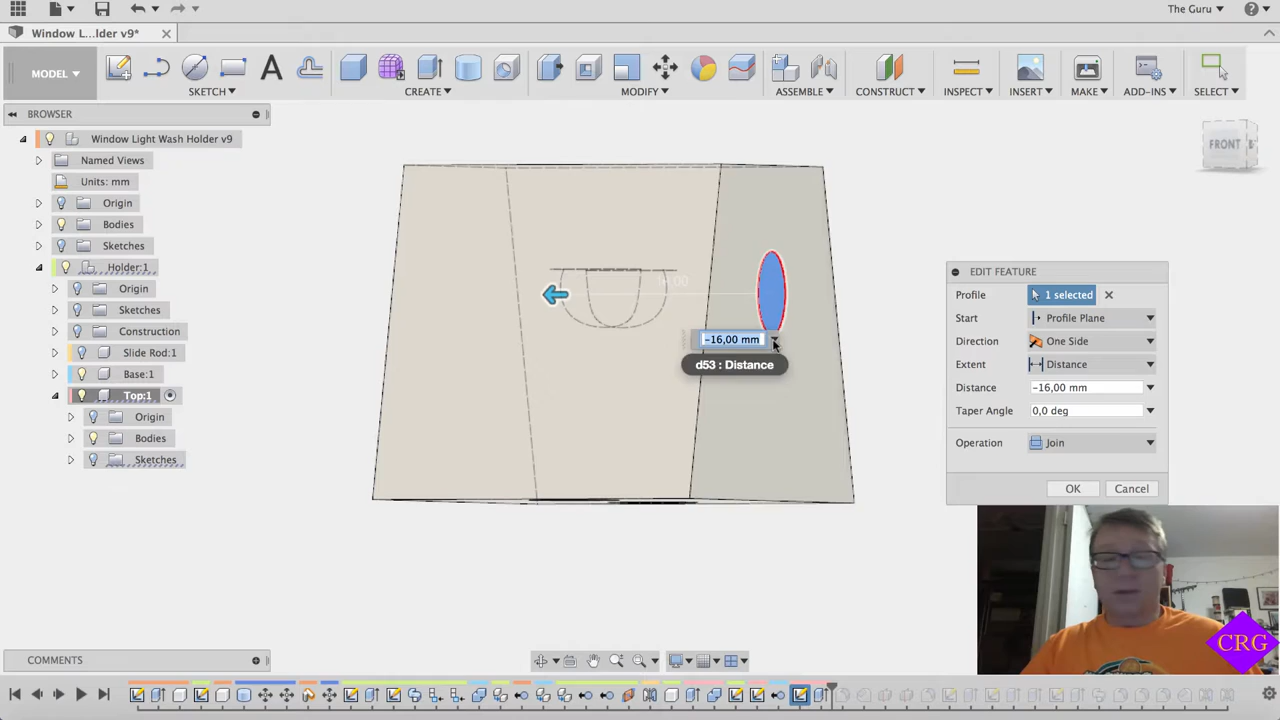 The Guru
Window L...lder v9*
MODEL
SKETCH
CREATE
MODIFY
ASSEMBLE
CONSTRUCT
INSPECT
INSERT
MAKE
ADD-INS
SELECT
BROWSER
Window Light Wash Holder v9
Named Views
Units: mm
Origin
Bodies
Sketches
Holder:1
Origin
Sketches
Construction
Slide Rod:1
Base:1
Top:1
Origin
Bodies
Sketches
FRONT
-16,00 mm
d53 : Distance
EDIT FEATURE
Profile 1 selected
Start Profile Plane
Direction One Side
Extent Distance
Distance -16,00 mm
Taper Angle 0,0 deg
Operation Join
OK Cancel
COMMENTS
CRG